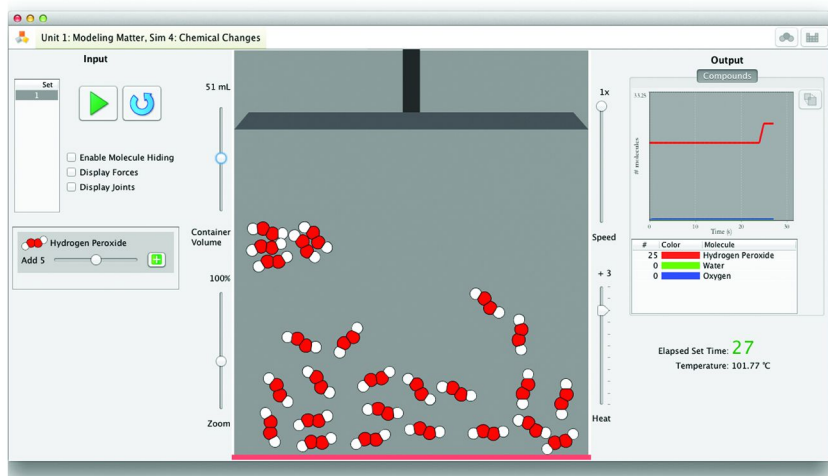 Unit 1: Modeling Matter, Sim 4: Chemical Changes
Input
Set
1
Enable Molecule Hiding
Display Forces
Display Joints
Hydrogen Peroxide
Add 5
51 mL
Container
Volume
100%
Zoom
1x
Speed
+ 3
Heat
Output
Compounds
33.25
# molecules
0 10 20 30
Time (s)
# Color Molecule
25 Hydrogen Peroxide
0 Water
0 Oxygen
Elapsed Set Time: 27
Temperature: 101.77 °C